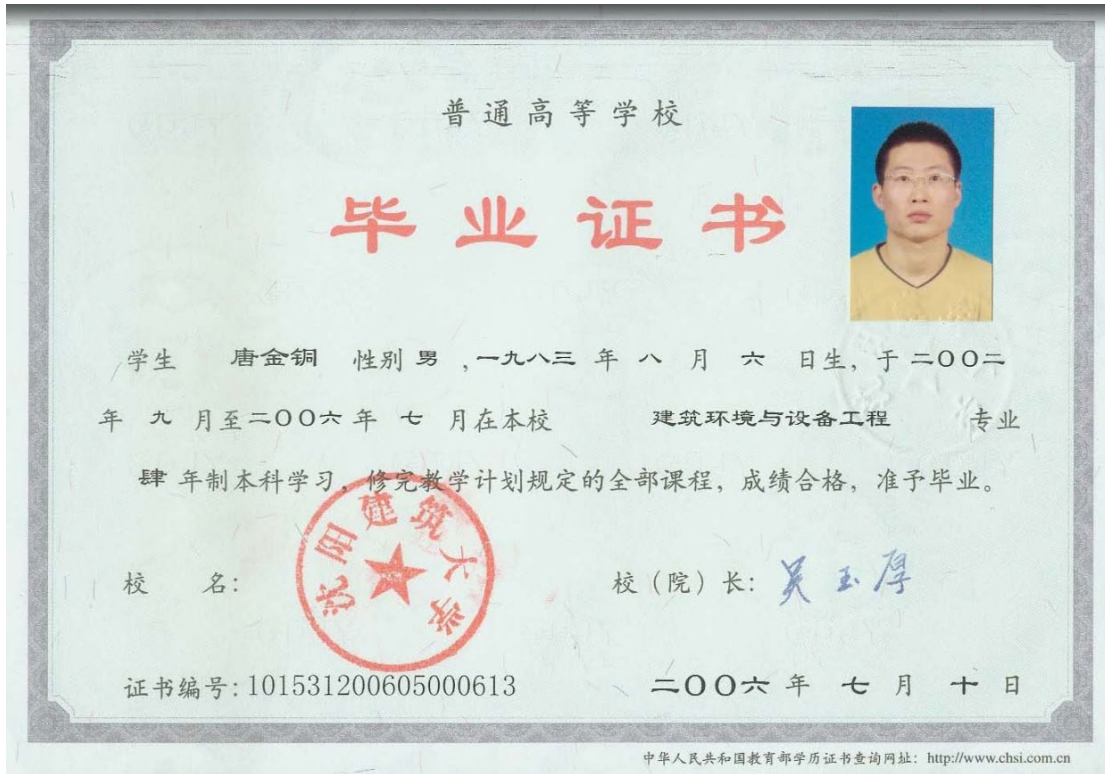 普通高等学校
毕业证书
学生 唐金铜 性别 男 ,一九八三 年 八 月 六 日生，于 二OO二
年 九 月至 二OO六 年 七 月在本校 建筑环境与设备工程 专业
肆 年制本科学习，修完教学计划规定的全部课程，成绩合格，准予毕业。
沈阳建筑大学
校 名： 校（院）长：吴玉厚
证书编号：101531200605000613 二OO六 年 七 月 十 日
中华人民共和国教育部学历证书查询网址：http://www.chsi.com.cn